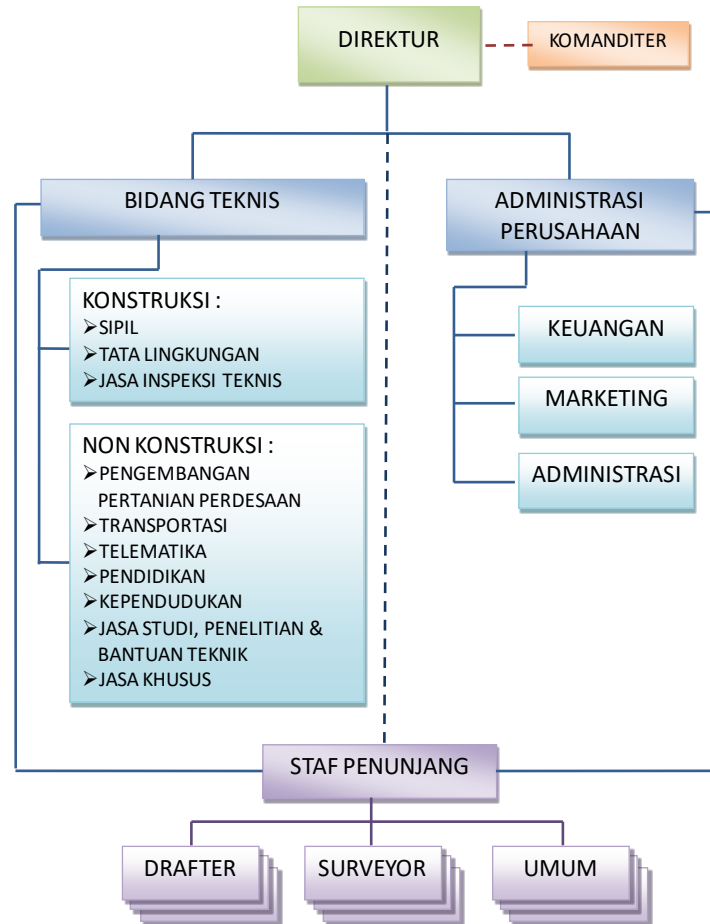 DIREKTUR
KOMANDITER
BIDANG TEKNIS
ADMINISTRASI
PERUSAHAAN
KONSTRUKSI :
➢SIPIL
➢TATA LINGKUNGAN
➢JASA INSPEKSI TEKNIS
NON KONSTRUKSI :
➢PENGEMBANGAN
PERTANIAN PERDESAAN
➢TRANSPORTASI
➢TELEMATIKA
➢PENDIDIKAN
➢KEPENDUDUKAN
➢JASA STUDI, PENELITIAN &
BANTUAN TEKNIK
➢JASA KHUSUS
KEUANGAN
MARKETING
ADMINISTRASI
STAF PENUNJANG
DRAFTER
SURVEYOR
UMUM